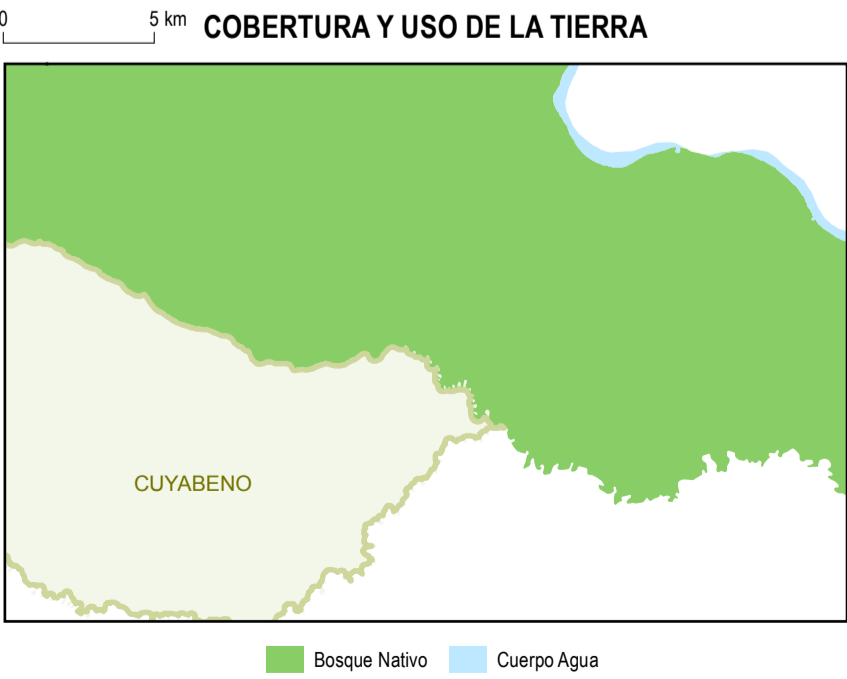 0 5 km
COBERTURA Y USO DE LA TIERRA
CUYABENO
Bosque Nativo
Cuerpo Agua